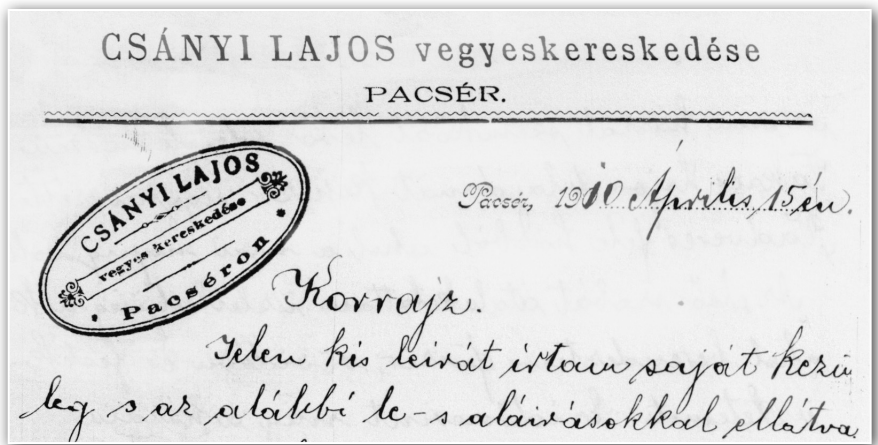 CSÁNYI LAJOS vegyeskereskedése
PACSÉR.
CSÁNYI LAJOS
vegyes kereskedése
Pacséron
Pacsér, 1910 Április, 15én.
Korrajz.
Jelen kis leirát irtam saját kezü
leg s az alábbi le-s aláirásokkal ellátva